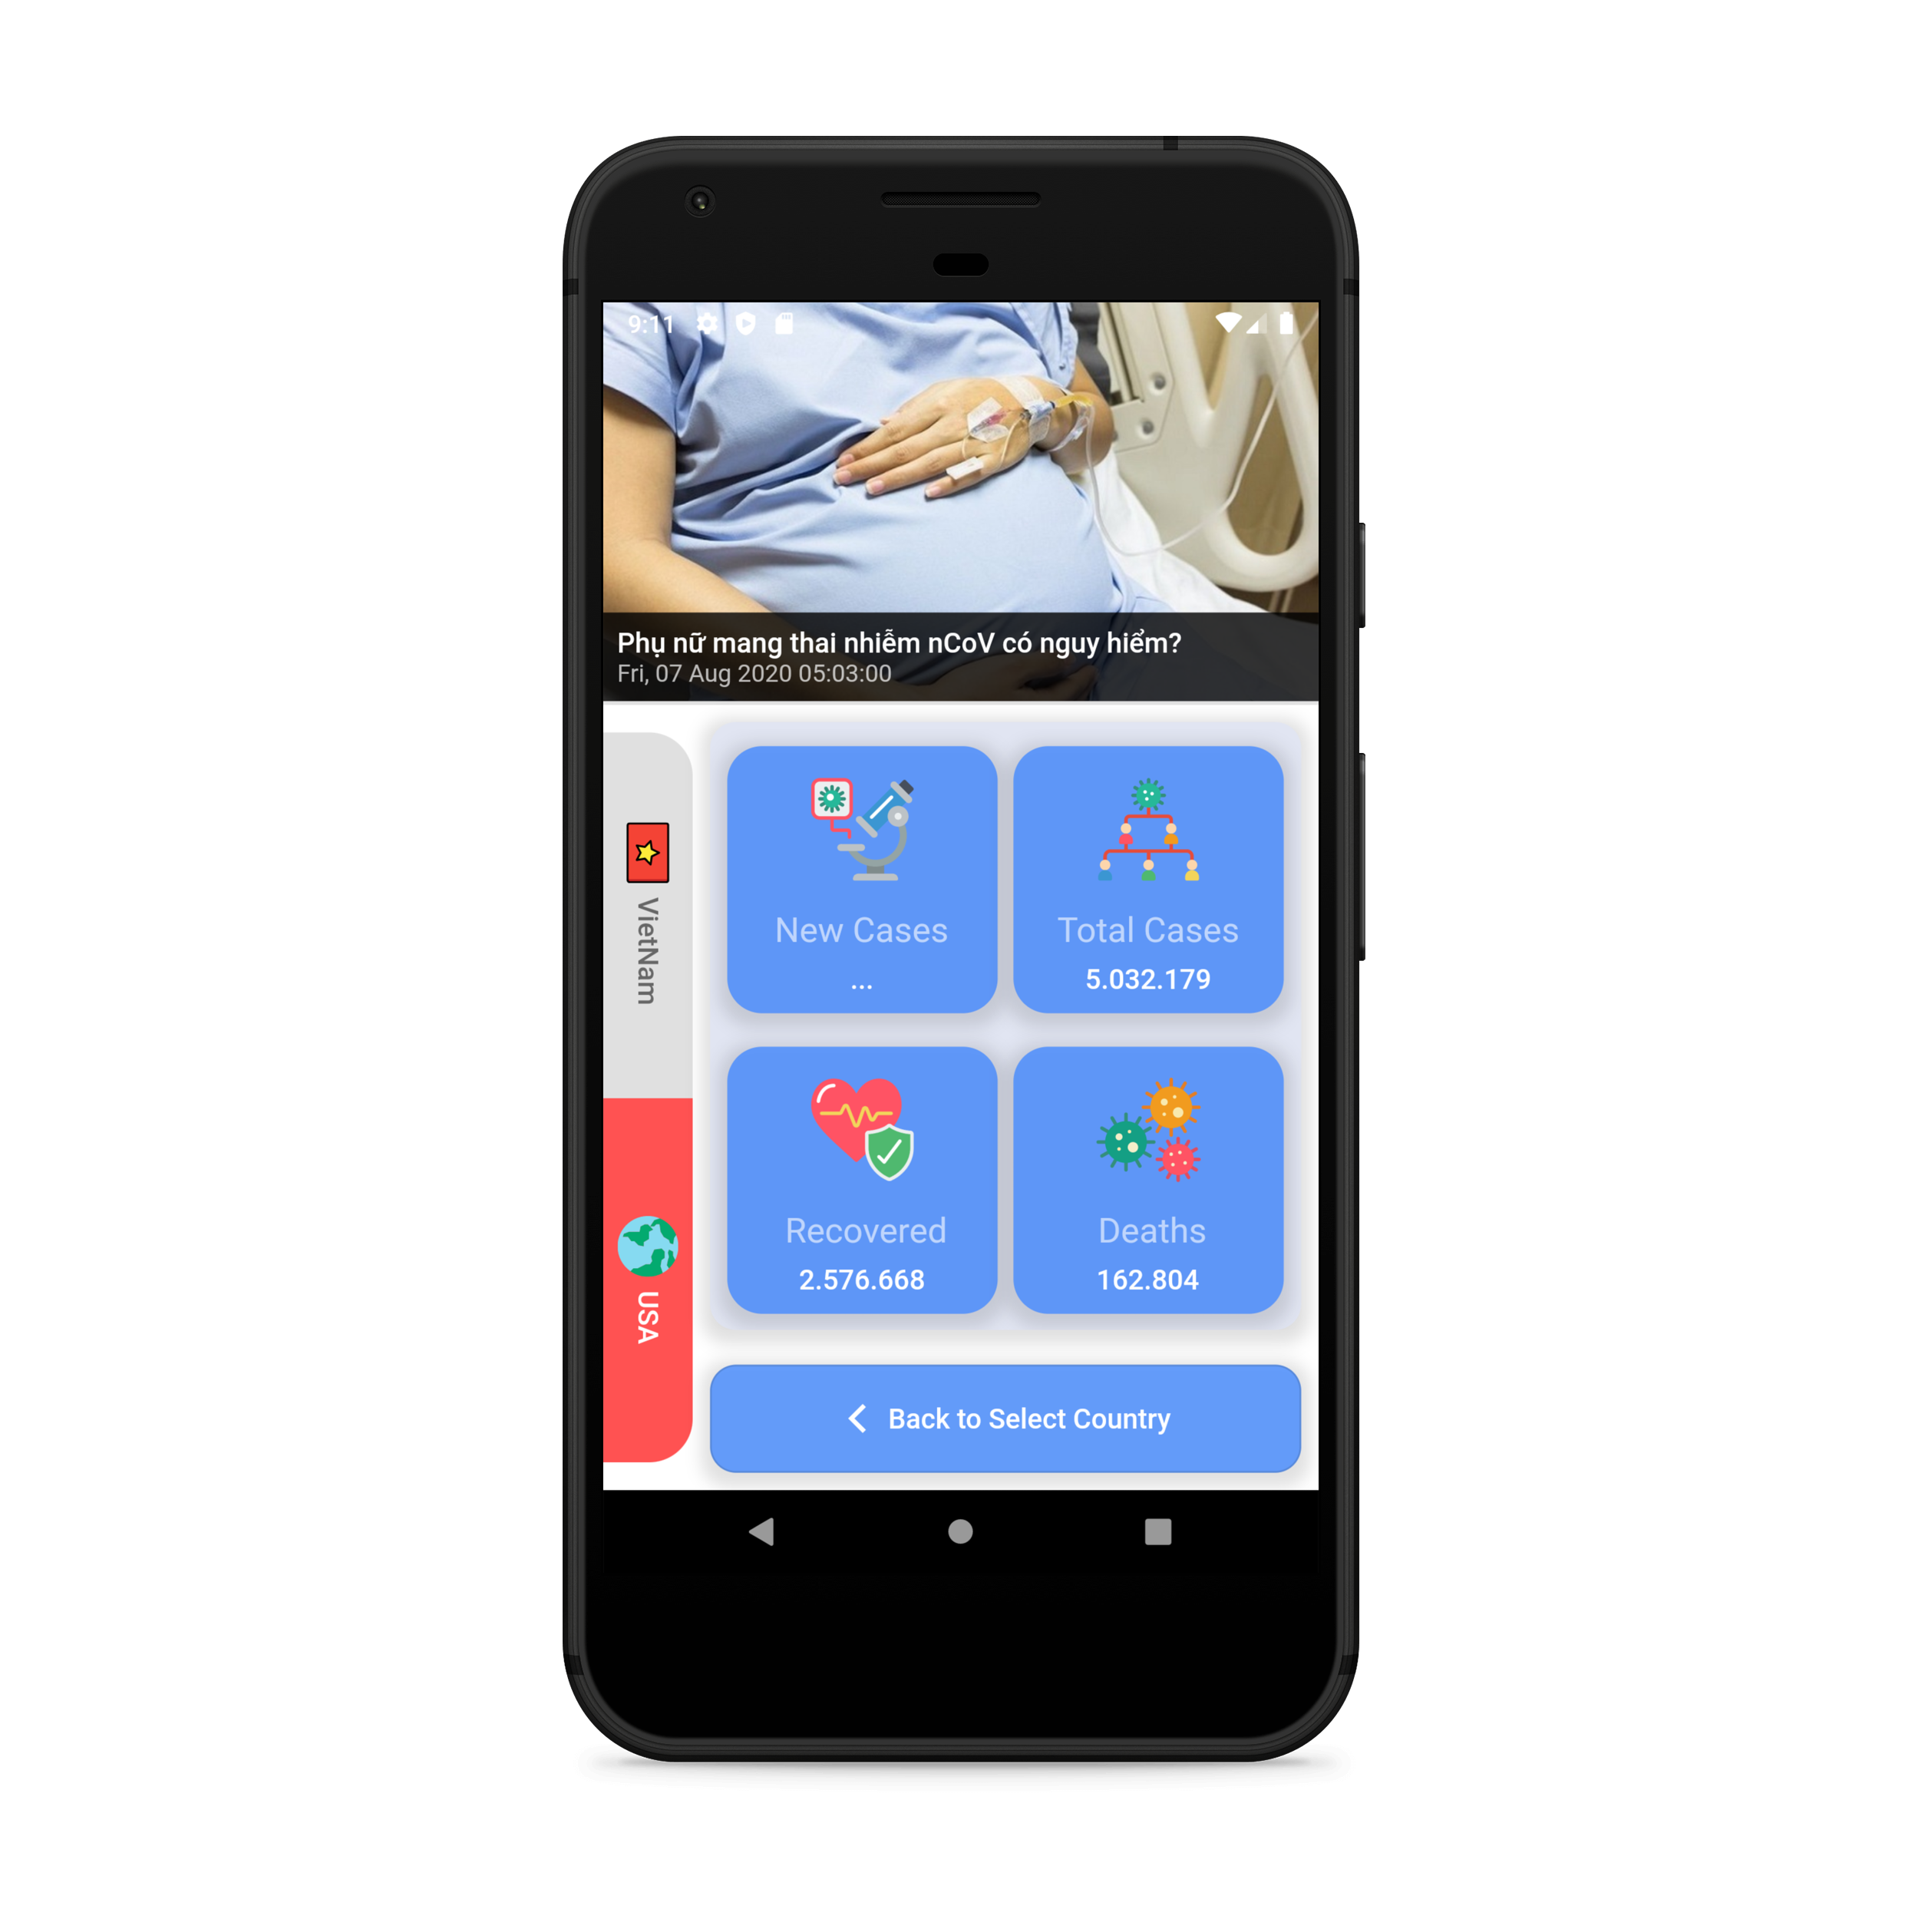 9:11
Phụ nữ mang thai nhiễm nCoV có nguy hiểm?
Fri, 07 Aug 2020 05:03:00
VietNam
USA
New Cases
...
Total Cases
5.032.179
Recovered
2.576.668
Deaths
162.804
Back to Select Country